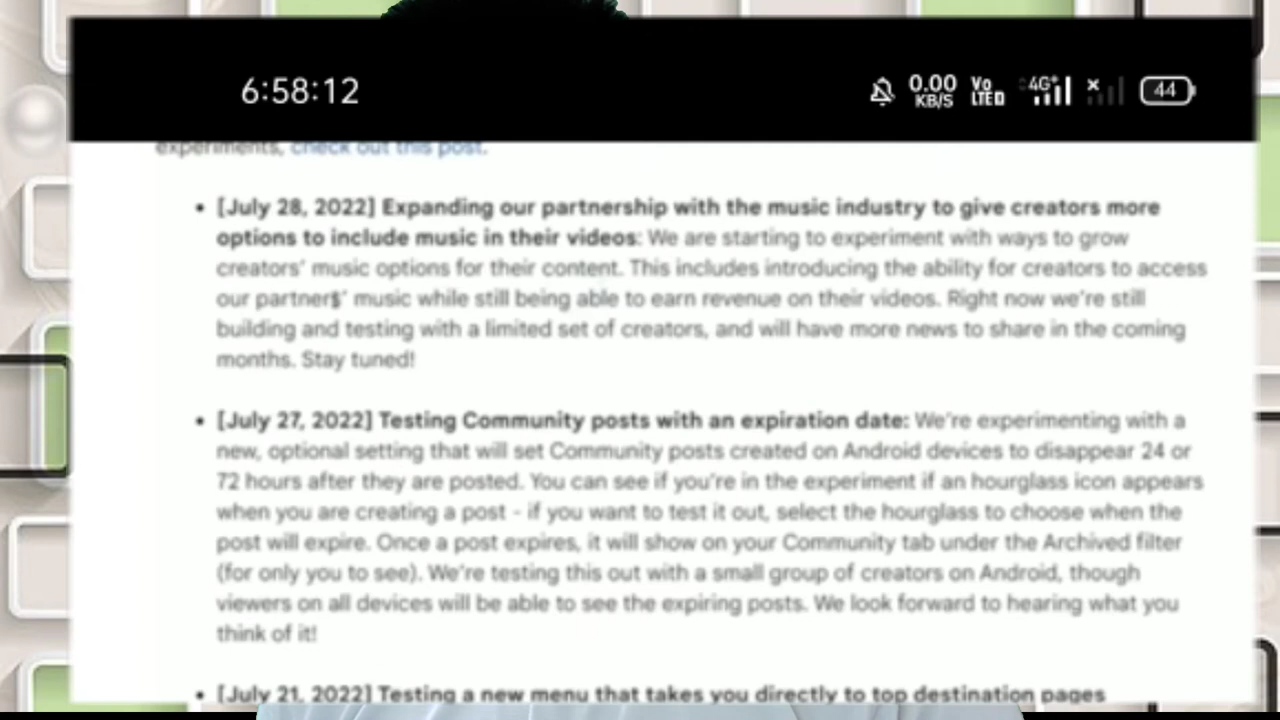 6:58:12
0.00 KB/S Vo LTE 4G+ 44
experiments, check out this post.
• [July 28, 2022] Expanding our partnership with the music industry to give creators more
options to include music in their videos: We are starting to experiment with ways to grow
creators' music options for their content. This includes introducing the ability for creators to access
our partners' music while still being able to earn revenue on their videos. Right now we're still
building and testing with a limited set of creators, and will have more news to share in the coming
months. Stay tuned!
• [July 27, 2022] Testing Community posts with an expiration date: We're experimenting with a
new, optional setting that will set Community posts created on Android devices to disappear 24 or
72 hours after they are posted. You can see if you're in the experiment if an hourglass icon appears
when you are creating a post - if you want to test it out, select the hourglass to choose when the
post will expire. Once a post expires, it will show on your Community tab under the Archived filter
(for only you to see). We're testing this out with a small group of creators on Android, though
viewers on all devices will be able to see the expiring posts. We look forward to hearing what you
think of it!
• [July 21, 2022] Testing a new menu that takes you directly to top destination pages